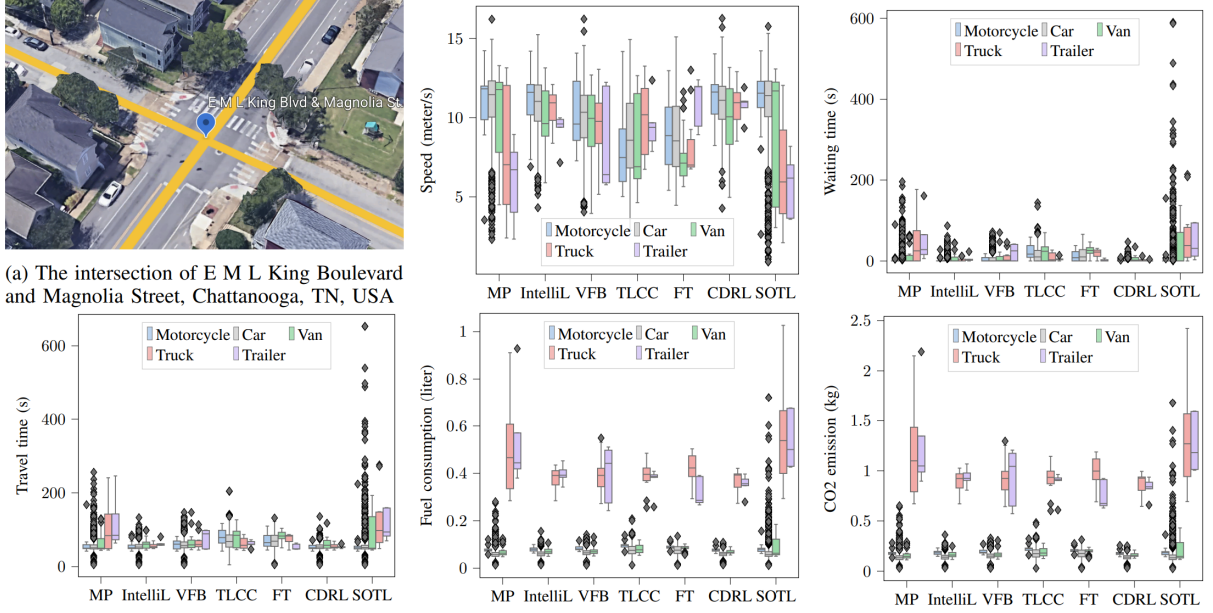 E M L King Blvd & Magnolia St
(a) The intersection of E M L King Boulevard
and Magnolia Street, Chattanooga, TN, USA
Speed (meter/s)
15
10
5
Motorcycle Car Van
Truck Trailer
MP IntelliL VFB TLCC FT CDRL SOTL
Waiting time (s)
600
400
200
0
Motorcycle Car Van
Truck Trailer
MP IntelliL VFB TLCC FT CDRL SOTL
Travel time (s)
600
400
200
0
Motorcycle Car Van
Truck Trailer
MP IntelliL VFB TLCC FT CDRL SOTL
Fuel consumption (liter)
1
0.8
0.6
0.4
0.2
0
Motorcycle Car Van
Truck Trailer
MP IntelliL VFB TLCC FT CDRL SOTL
CO2 emission (kg)
2.5
2
1.5
1
0.5
0
Motorcycle Car Van
Truck Trailer
MP IntelliL VFB TLCC FT CDRL SOTL